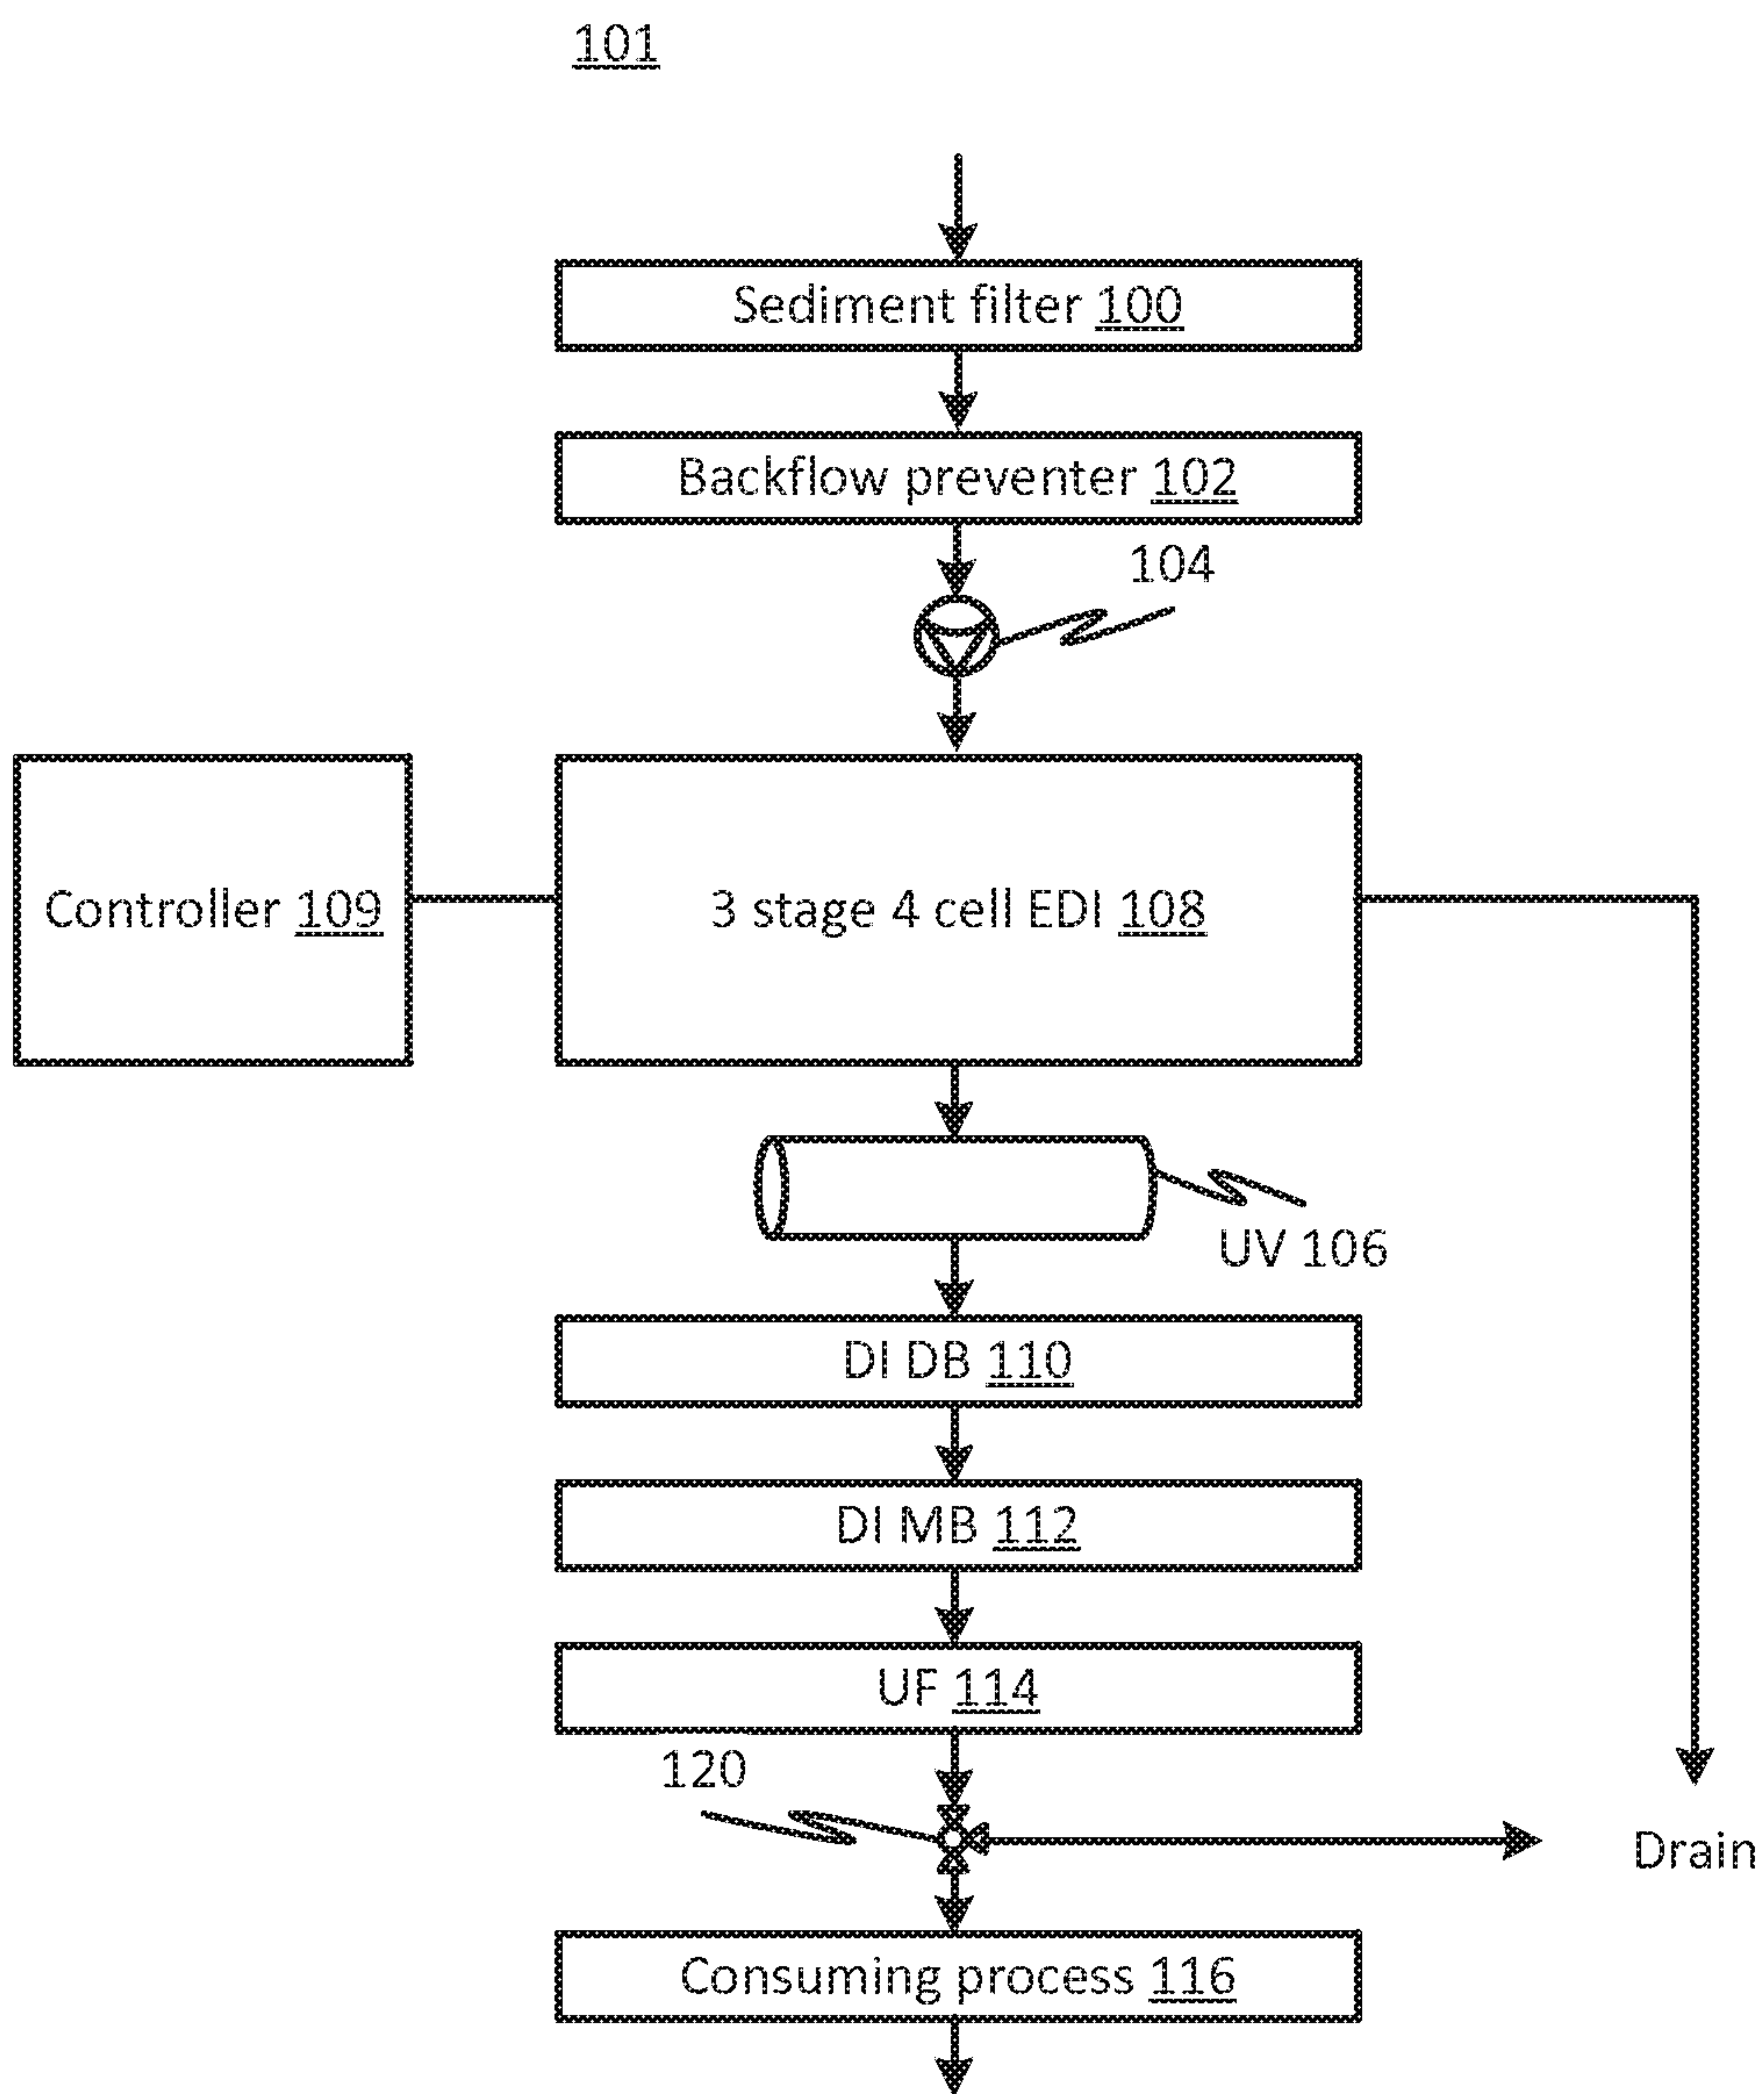 101
Sediment filter 100
Backflow preventer 102
104
Controller 109
3 stage 4 cell EDI 108
UV 106
DI DB 110
DI MB 112
UF 114
120
Drain
Consuming process 116